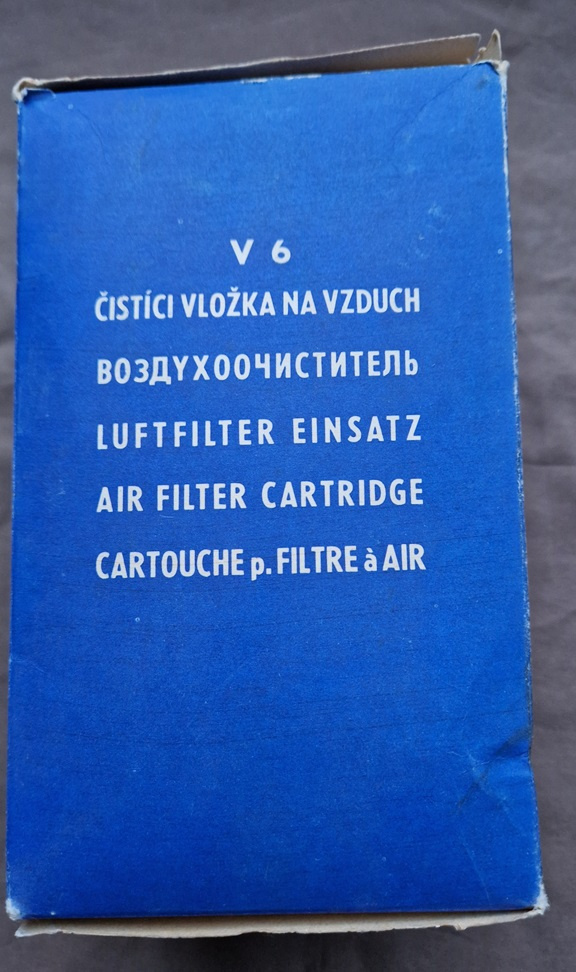 V 6
ČISTÍCI VLOŽKA NA VZDUCH
ВОЗДУХООЧИСТИТЕЛЬ
LUFTFILTER EINSATZ
AIR FILTER CARTRIDGE
CARTOUCHE p. FILTRE à AIR